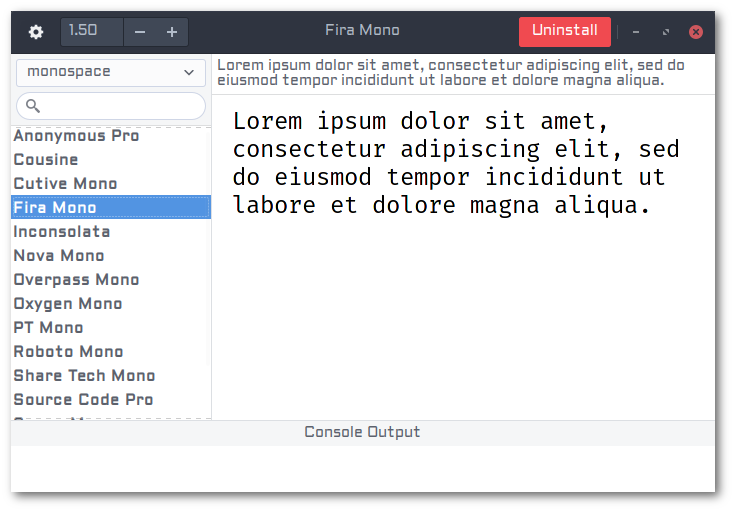 1.50
Fira Mono
Uninstall
monospace
Lorem ipsum dolor sit amet, consectetur adipiscing elit, sed do
eiusmod tempor incididunt ut labore et dolore magna aliqua.
Anonymous Pro
Cousine
Cutive Mono
Fira Mono
Inconsolata
Nova Mono
Overpass Mono
Oxygen Mono
PT Mono
Roboto Mono
Share Tech Mono
Source Code Pro
Lorem ipsum dolor sit amet,
consectetur adipiscing elit, sed
do eiusmod tempor incididunt ut
labore et dolore magna aliqua.
Console Output